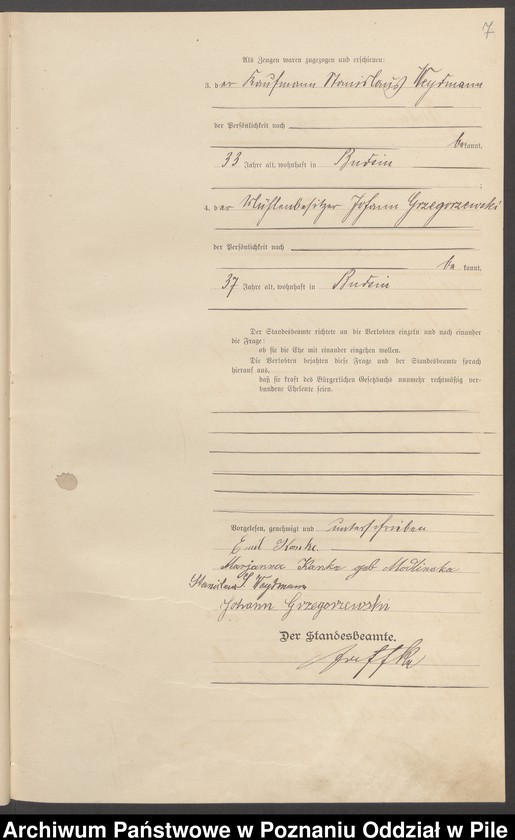 7
Als Zeugen waren zugezogen und erschienen:
3. der Kaufmann Stanislaus Weydmann
der Persönlichkeit nach
bekannt,
33 Jahre alt, wohnhaft in Budsin
4. der Mühlenbesitzer Johann Grzegorzewski
der Persönlichkeit nach
bekannt,
37 Jahre alt, wohnhaft in Budsin
Der Standesbeamte richtete an die Verlobten einzeln und nach einander
die Frage:
ob sie die Ehe mit einander eingehen wollen.
Die Verlobten bejahten diese Frage und der Standesbeamte sprach
hierauf aus,
daß sie kraft des Bürgerlichen Gesetzbuchs nunmehr rechtmäßig ver-
bundene Eheleute seien.
Vorgelesen, genehmigt und unterschrieben
Emil
Marjanna Kanke geb Modlinska
Stanislaus Weydmann
Johann Grzegorzewski
Der Standesbeamte.
Archiwum Państwowe w Poznaniu Oddział w Pile